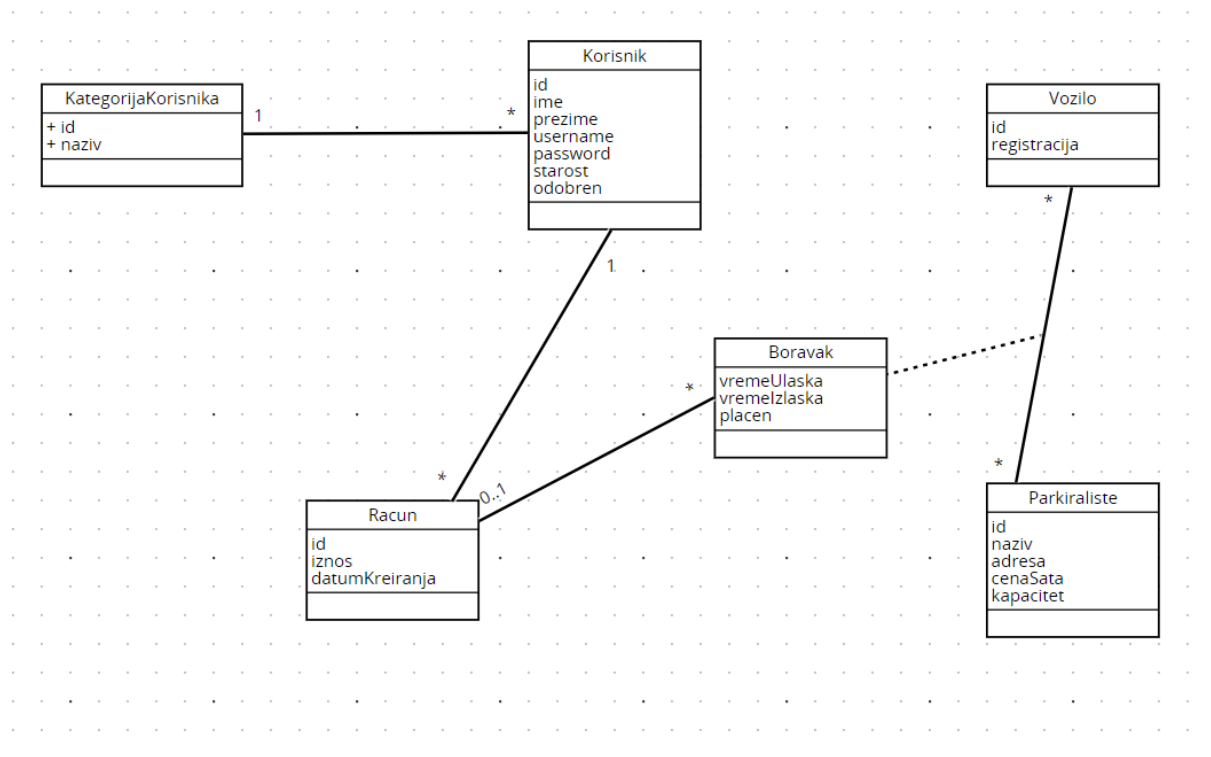 Korisnik
id
ime
prezime
username
password
starost
odobren
KategorijaKorisnika
+ id
+ naziv
1
*
Vozilo
id
registracija
*
1
Boravak
vremeUlaska
vremeIzlaska
placen
*
*
*
0..1
Racun
id
iznos
datumKreiranja
Parkiraliste
id
naziv
adresa
cenaSata
kapacitet